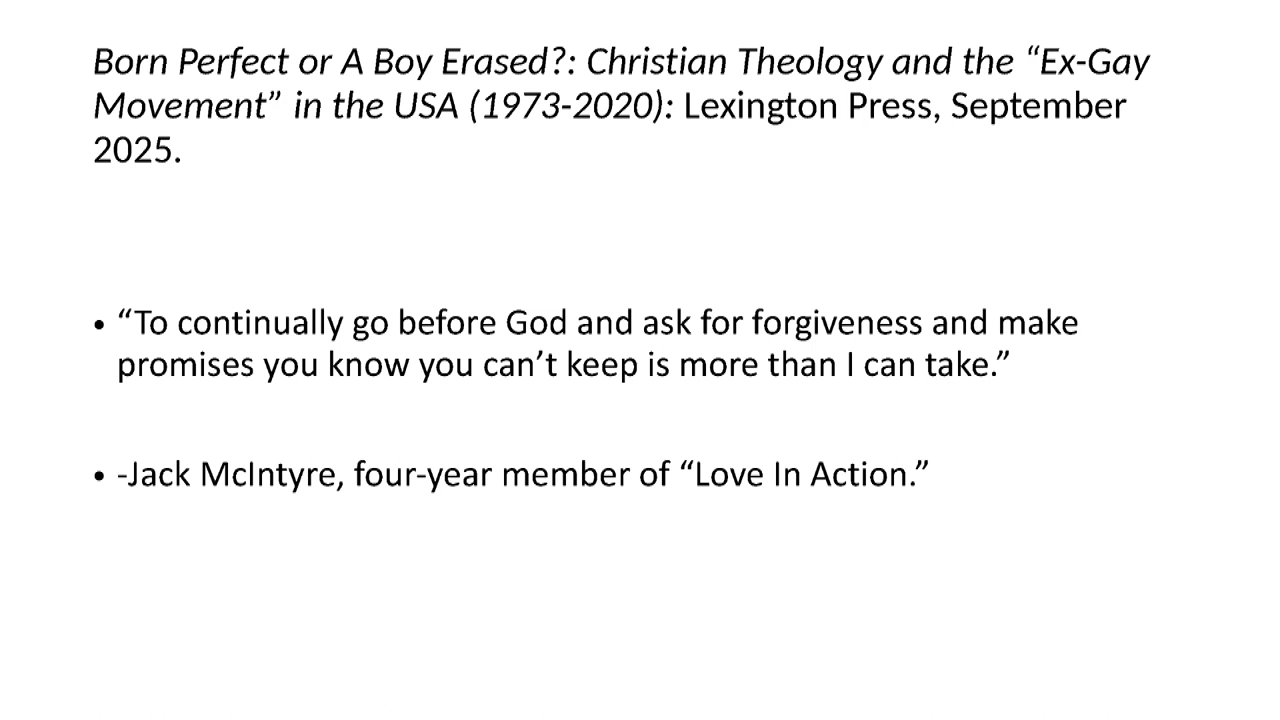 Born Perfect or A Boy Erased?: Christian Theology and the “Ex-Gay
Movement” in the USA (1973-2020): Lexington Press, September
2025.
• “To continually go before God and ask for forgiveness and make
promises you know you can’t keep is more than I can take.”
• -Jack McIntyre, four-year member of “Love In Action.”